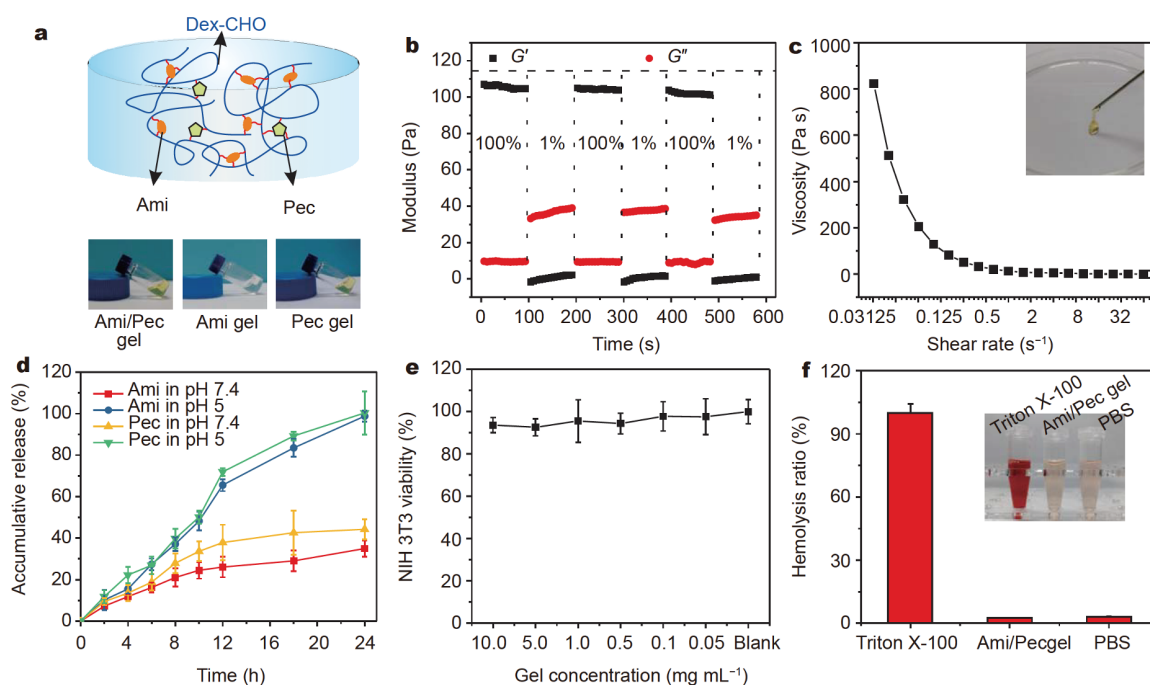 a
Dex-CHO
Ami
Pec
Ami/Pec
gel
Ami gel
Pec gel
b
G′
G″
120
100
80
60
40
20
0
100%
1%
100%
1%
100%
1%
Modulus (Pa)
0
100
200
300
400
500
600
Time (s)
c
1000
800
600
400
200
0
Viscosity (Pa s)
0.03125
0.125
0.5
2
8
32
Shear rate (s⁻¹)
d
120
100
80
60
40
20
0
Accumulative release (%)
Ami in pH 7.4
Ami in pH 5
Pec in pH 7.4
Pec in pH 5
0
4
8
12
16
20
24
Time (h)
e
120
100
80
60
40
20
0
NIH 3T3 viability (%)
10.0
5.0
1.0
0.5
0.1
0.05
Blank
Gel concentration (mg mL⁻¹)
f
120
90
60
30
0
Hemolysis ratio (%)
Triton X-100
Ami/Pec gel
PBS
Triton X-100
Ami/Pecgel
PBS